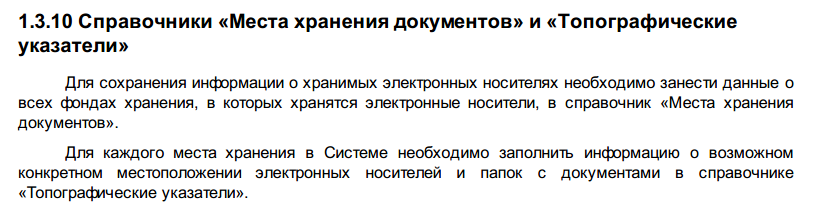 1.3.10 Справочники «Места хранения документов» и «Топографические
указатели»
Для сохранения информации о хранимых электронных носителях необходимо занести данные о
всех фондах хранения, в которых хранятся электронные носители, в справочник «Места хранения
документов».
Для каждого места хранения в Системе необходимо заполнить информацию о возможном
конкретном местоположении электронных носителей и папок с документами в справочнике
«Топографические указатели».